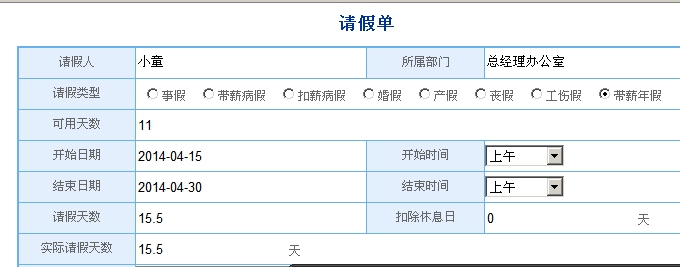 请假单
请假人 小童 所属部门 总经理办公室
请假类型 事假 带薪病假 扣薪病假 婚假 产假 丧假 工伤假 带薪年假
可用天数 11
开始日期 2014-04-15 开始时间 上午
结束日期 2014-04-30 结束时间 上午
请假天数 15.5 扣除休息日 0 天
实际请假天数 15.5 天